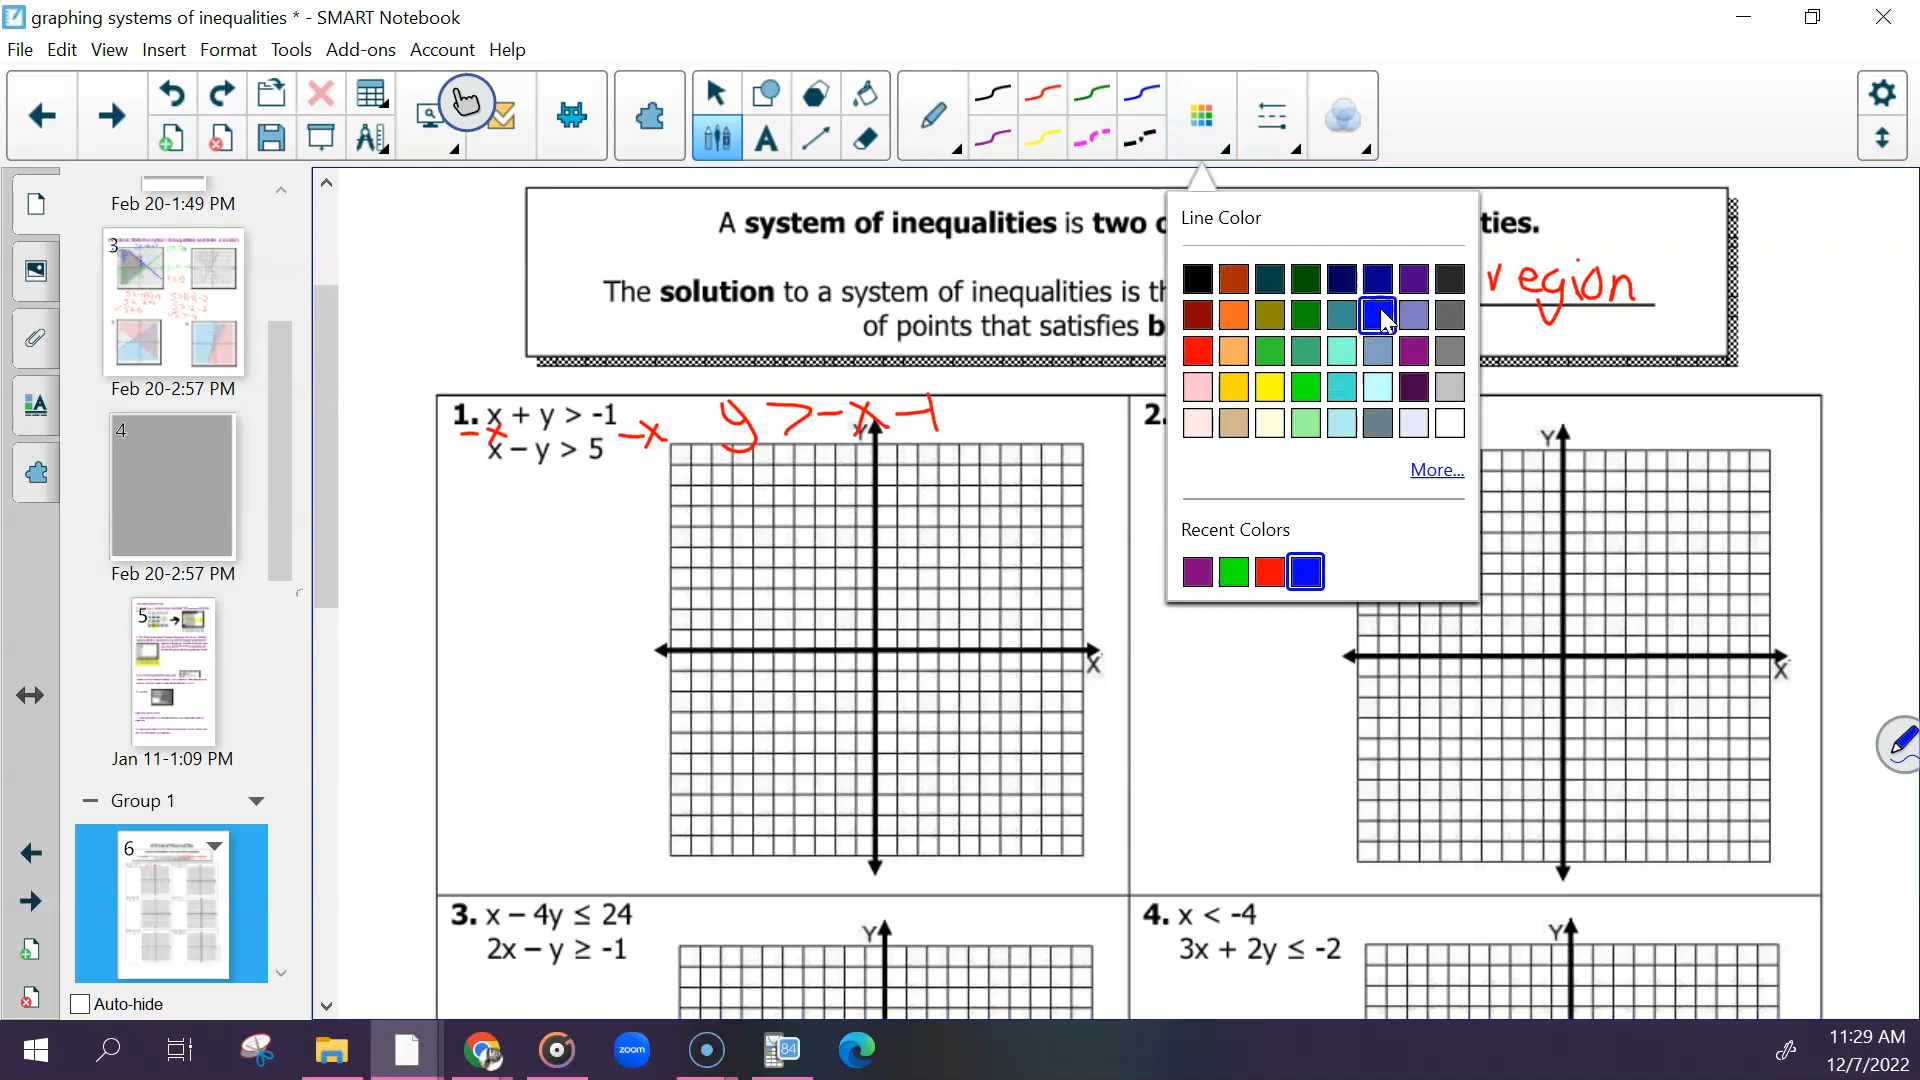 graphing systems of inequalities * - SMART Notebook
File Edit View Insert Format Tools Add-ons Account Help
A
84
Feb 20-1:49 PM
3
Feb 20-2:57 PM
4
Feb 20-2:57 PM
5
Jan 11-1:09 PM
Group 1
6
Auto-hide
A system of inequalities is two
ties.
The solution to a system of inequalities is
region
of points that satisfies
1. x + y > -1
-x -x
y > -x - 1
x – y > 5
Y
X
2.
Y
X
3. x – 4y ≤ 24
2x – y ≥ -1
Y
4. x < -4
3x + 2y ≤ -2
Y
Line Color
More...
Recent Colors
zoom
11:29 AM
12/7/2022